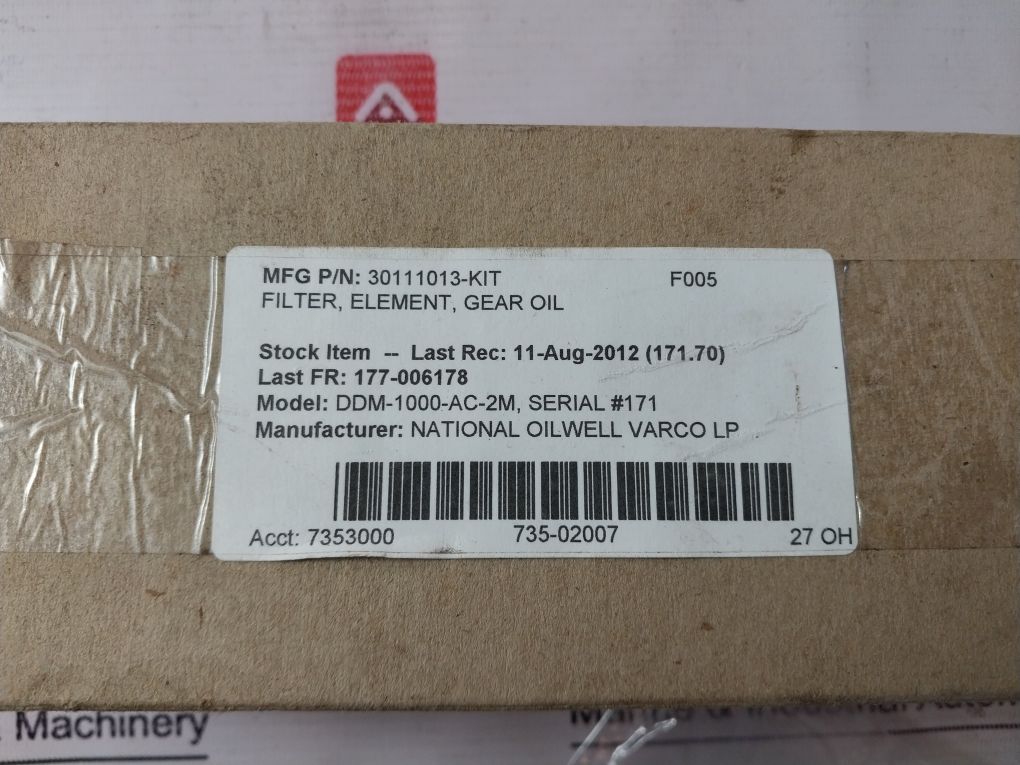 MFG P/N: 30111013-KIT F005
FILTER, ELEMENT, GEAR OIL
Stock Item -- Last Rec: 11-Aug-2012 (171.70)
Last FR: 177-006178
Model: DDM-1000-AC-2M, SERIAL #171
Manufacturer: NATIONAL OILWELL VARCO LP
Acct: 7353000 735-02007 27 OH
Machinery